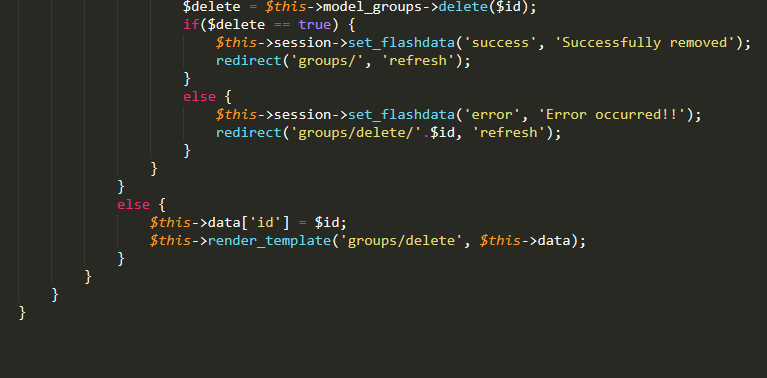 $delete = $this->model_groups->delete($id);
if($delete == true) {
$this->session->set_flashdata('success', 'Successfully removed');
redirect('groups/', 'refresh');
}
else {
$this->session->set_flashdata('error', 'Error occurred!!');
redirect('groups/delete/'.$id, 'refresh');
}
}
}
else {
$this->data['id'] = $id;
$this->render_template('groups/delete', $this->data);
}
}
}
}